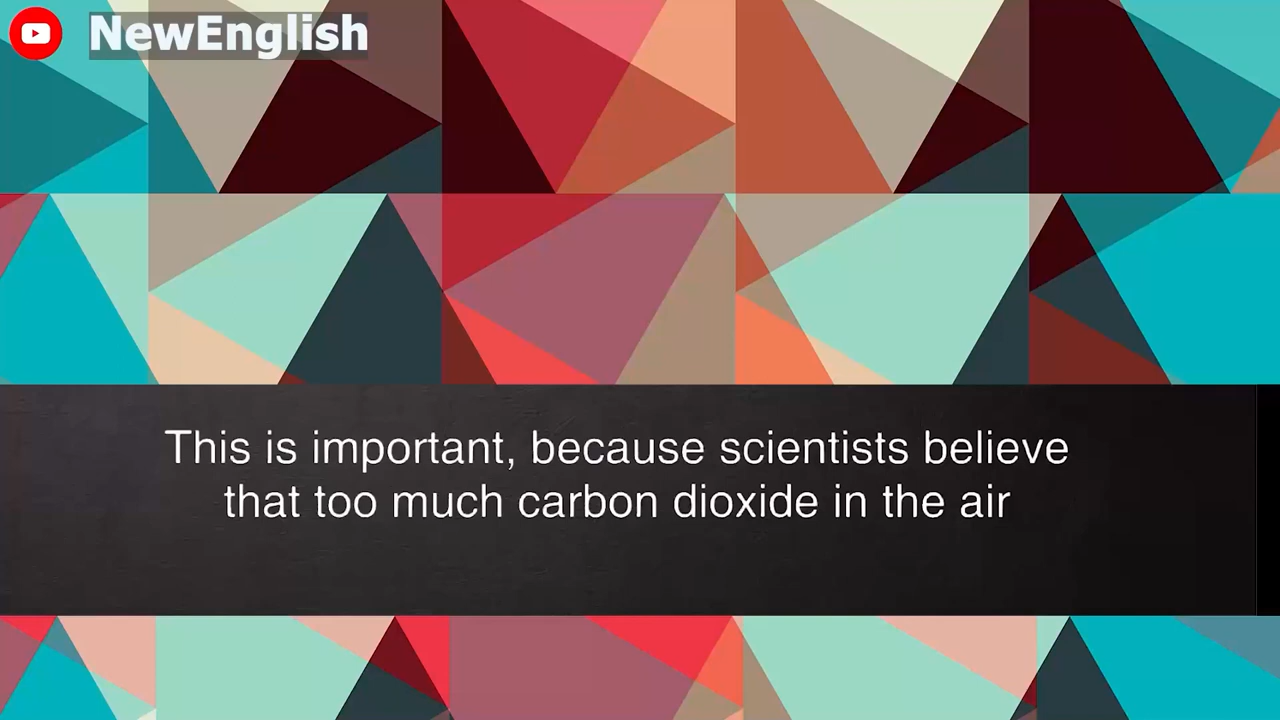 NewEnglish
This is important, because scientists believe
that too much carbon dioxide in the air